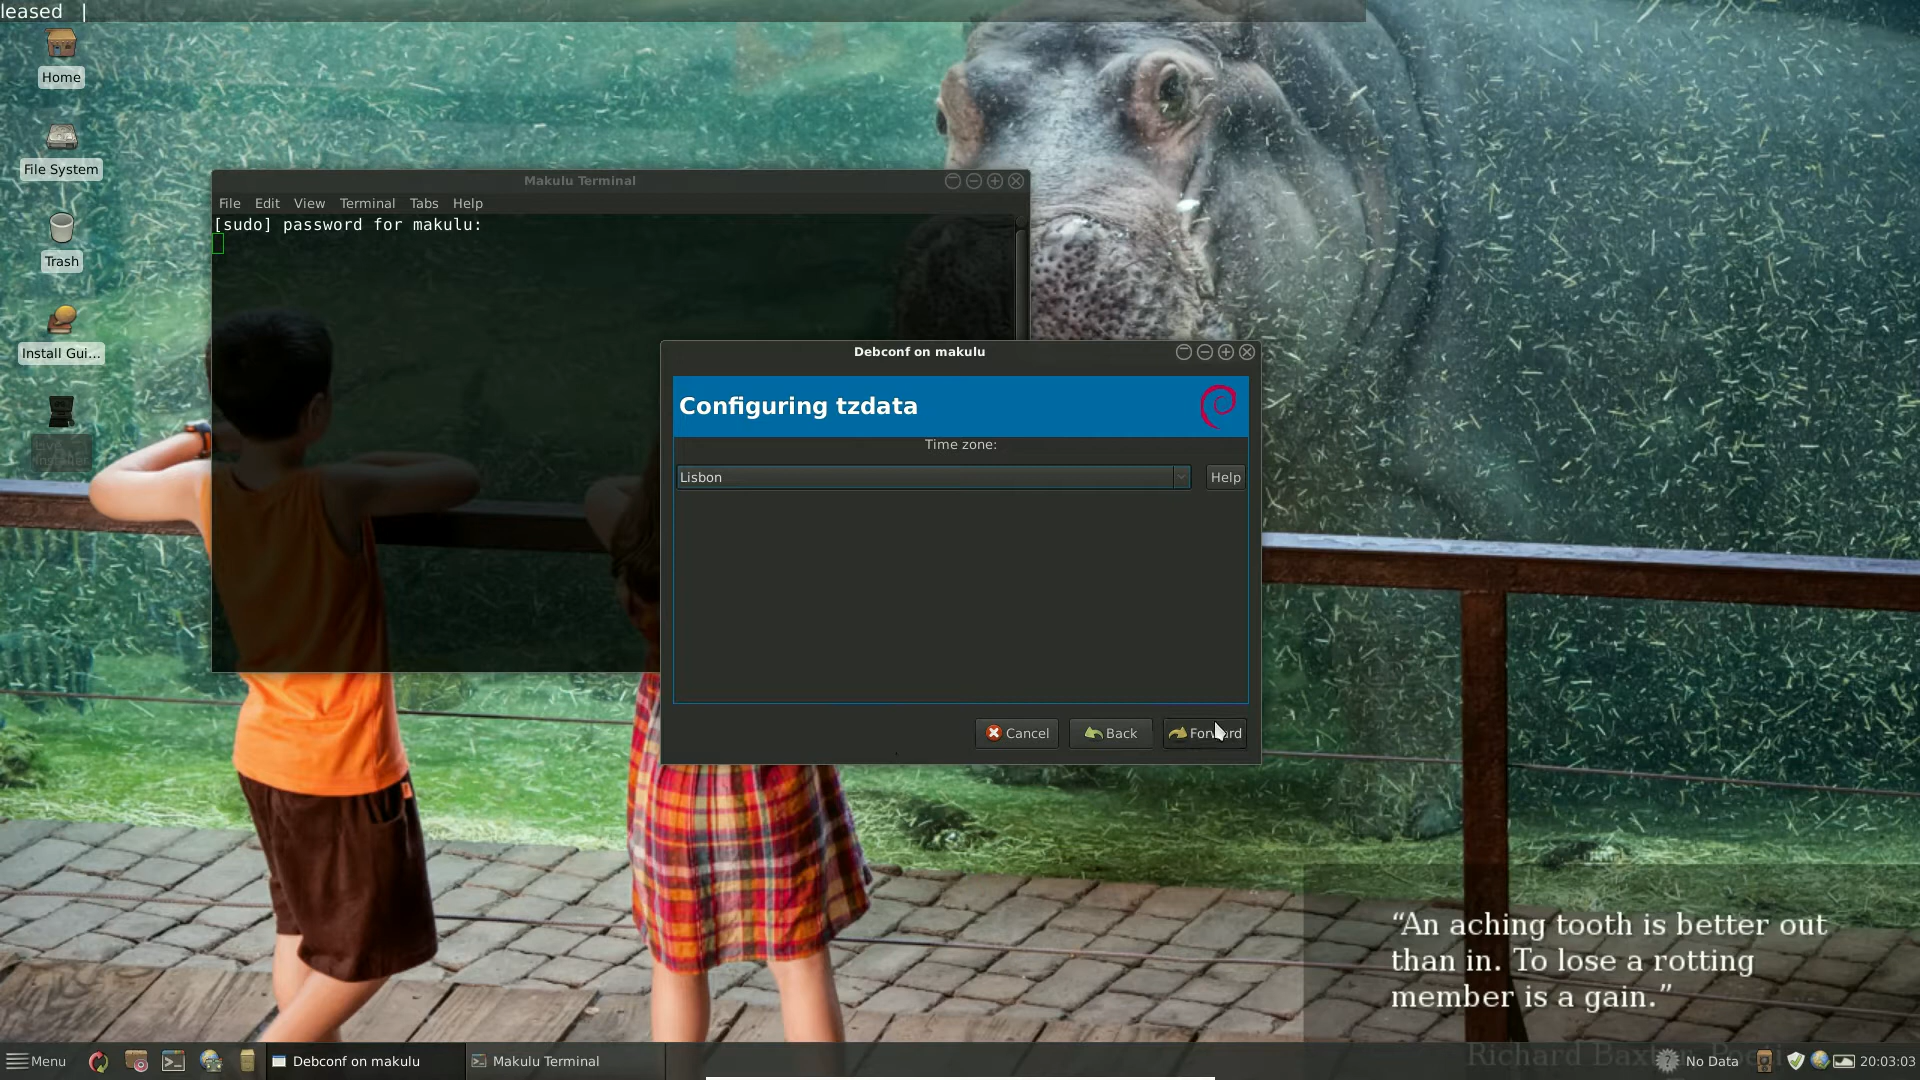 leased |
Home
File System
Trash
Install Gui...
Makulu Terminal
File Edit View Terminal Tabs Help
[sudo] password for makulu:
Debconf on makulu
Configuring tzdata
Time zone:
Lisbon
Help
Cancel
Back
“An aching tooth is better out
than in. To lose a rotting
member is a gain.”
Richard
Menu
Debconf on makulu
Makulu Terminal
No Data
20:03:03